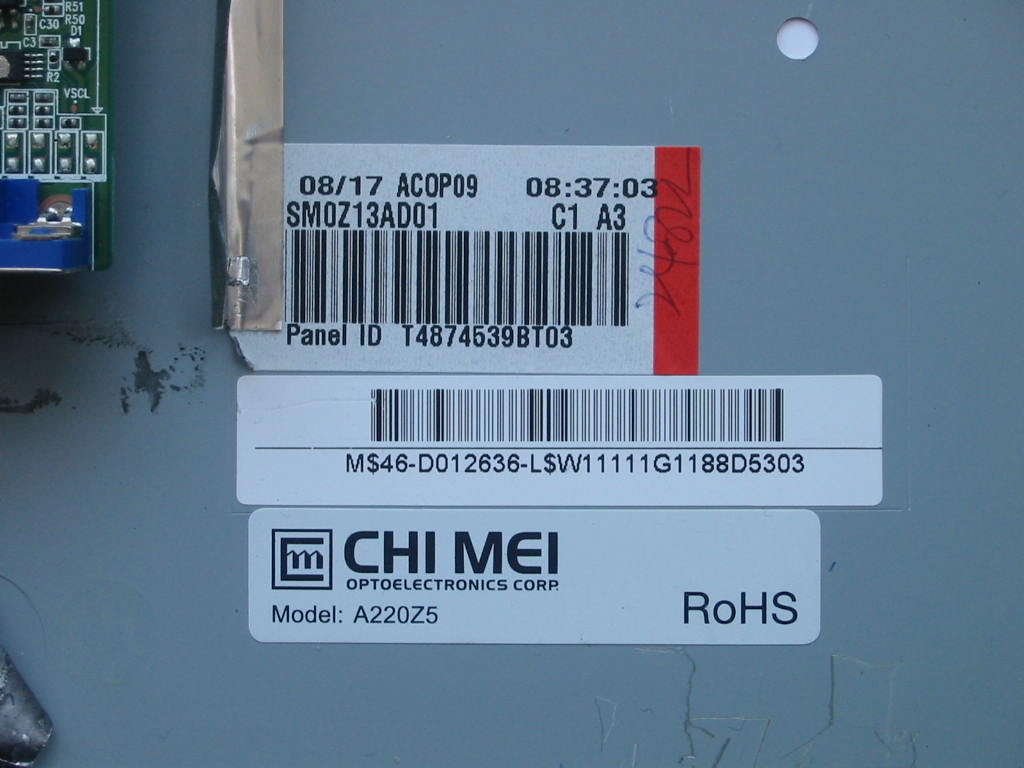 R51
R50
C30
D1
C3
R2
VSCL
08/17 ACOP09 08:37:03
SM0Z13AD01 C1 A3
Panel ID T4874539BT03
M$46-D012636-L$W11111G1188D5303
CHI MEI
OPTOELECTRONICS CORP.
Model: A220Z5
RoHS